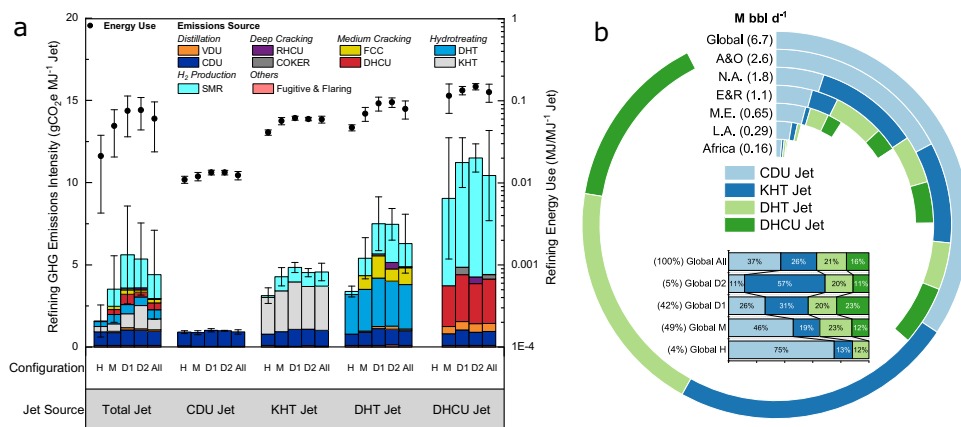 a
Energy Use
Emissions Source
Distillation
VDU
CDU
Deep Cracking
RHCU
COKER
Medium Cracking
FCC
DHCU
Hydrotreating
DHT
KHT
H₂ Production
SMR
Others
Fugitive & Flaring
Refining GHG Emissions Intensity (gCO₂e MJ⁻¹ Jet)
20
15
10
5
0
Refining Energy Use (MJ/MJ⁻¹ Jet)
1
0.1
0.01
0.001
1E-4
Configuration
H M D1 D2 All
H M D1 D2 All
H M D1 D2 All
H M D1 D2 All
H M D1 D2 All
Jet Source
Total Jet
CDU Jet
KHT Jet
DHT Jet
DHCU Jet
b
M bbl d⁻¹
Global (6.7)
A&O (2.6)
N.A. (1.8)
E&R (1.1)
M.E. (0.65)
L.A. (0.29)
Africa (0.16)
CDU Jet
KHT Jet
DHT Jet
DHCU Jet
(100%) Global All 37% 26% 21% 16%
(5%) Global D2 11% 57% 20% 11%
(42%) Global D1 26% 31% 20% 23%
(49%) Global M 46% 19% 23% 12%
(4%) Global H 75% 13% 12%